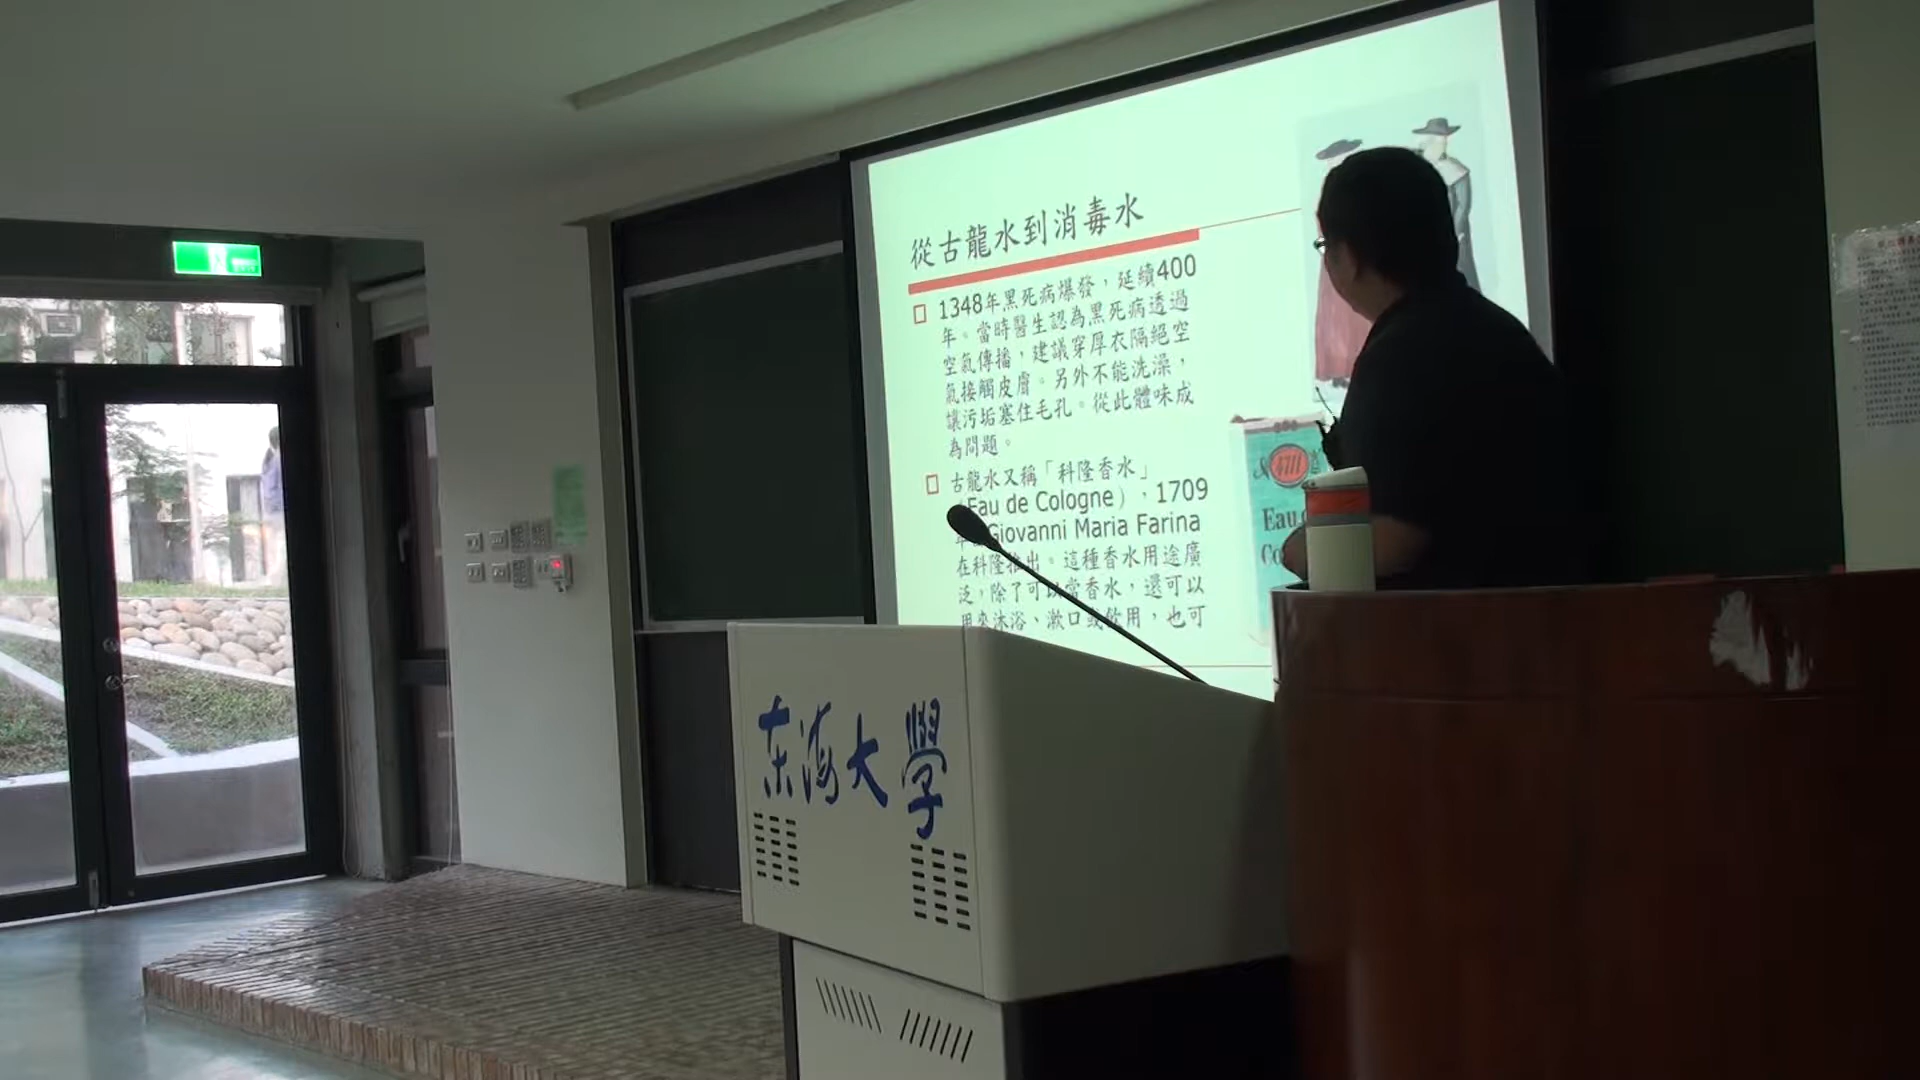 從古龍水到消毒水
1348年黑死病爆發，延續400
年。當時醫生認為黑死病透過
空氣傳播，建議穿厚衣隔絕空
氣接觸皮膚。另外不能洗澡，
讓污垢塞住毛孔。從此體味成
為問題。
古龍水又稱「科隆香水」
（Eau de Cologne），1709
Giovanni Maria Farina
在科隆推出。這種香水用途廣
泛，除了可以當香水，還可以
用來沐浴、漱口或飲用，也可
4711
Eau
Co
东海大學